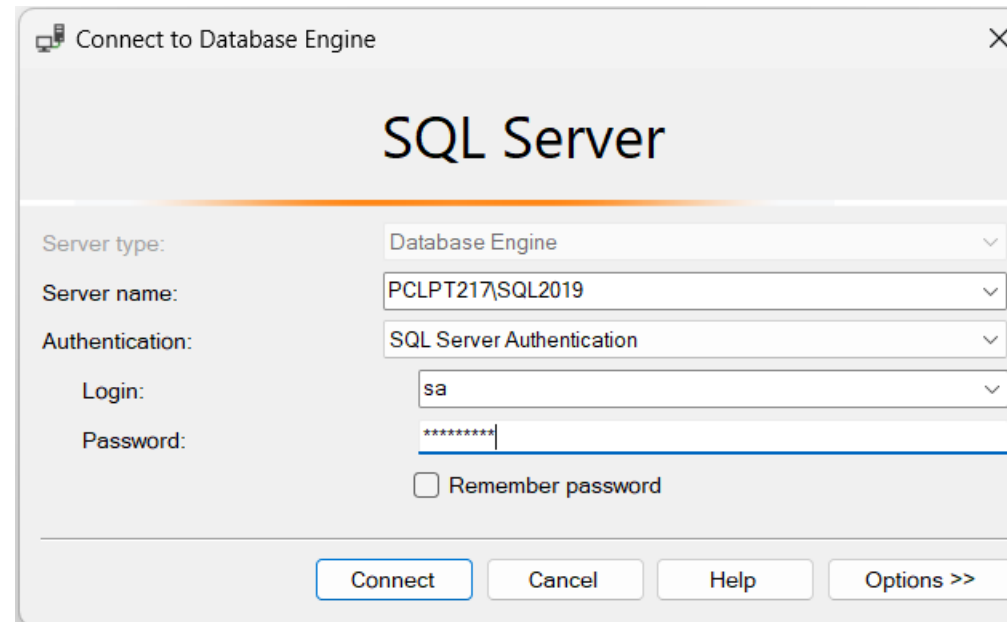 Connect to Database Engine
SQL Server
Server type: Database Engine
Server name: PCLPT217\SQL2019
Authentication: SQL Server Authentication
Login: sa
Password: *********
Remember password
Connect Cancel Help Options >>